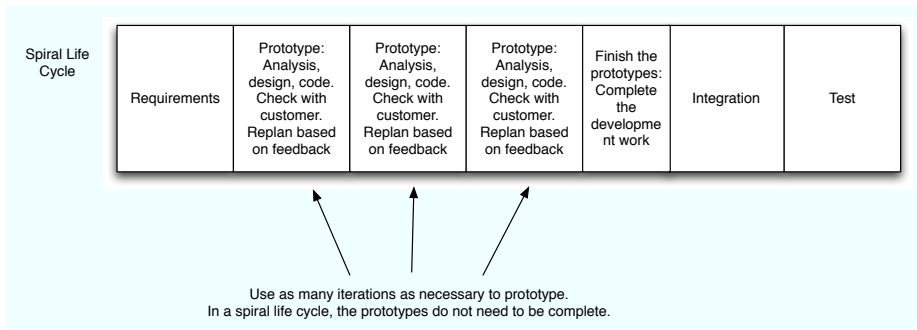 Spiral Life
Cycle
Requirements
Prototype:
Analysis,
design, code.
Check with
customer.
Replan based
on feedback
Prototype:
Analysis,
design, code.
Check with
customer.
Replan based
on feedback
Prototype:
Analysis,
design, code.
Check with
customer.
Replan based
on feedback
Finish the
prototypes:
Complete
the
developme
nt work
Integration
Test
Use as many iterations as necessary to prototype.
In a spiral life cycle, the prototypes do not need to be complete.